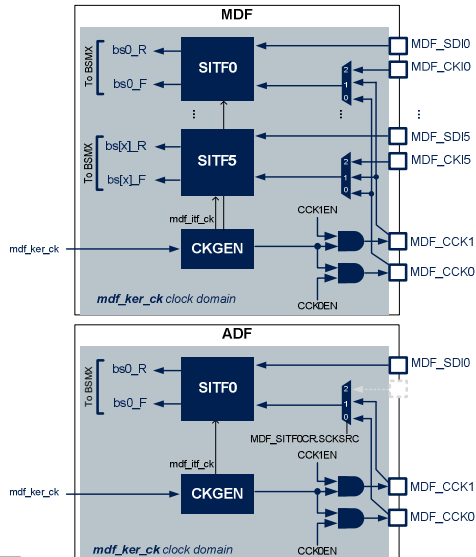 MDF
To BSMX
bs0_R
bs0_F
SITF0
2
1
0
MDF_SDI0
MDF_CKI0
...
...
...
To BSMX
bs[x]_R
bs[x]_F
SITF5
2
1
0
MDF_SDI5
MDF_CKI5
mdf_itf_ck
CCK1EN
mdf_ker_ck
CKGEN
MDF_CCK1
MDF_CCK0
CCK0EN
mdf_ker_ck clock domain
ADF
To BSMX
bs0_R
bs0_F
SITF0
2
1
0
MDF_SDI0
MDF_SITF0CR.SCKSRC
mdf_itf_ck
CCK1EN
mdf_ker_ck
CKGEN
MDF_CCK1
MDF_CCK0
CCK0EN
mdf_ker_ck clock domain